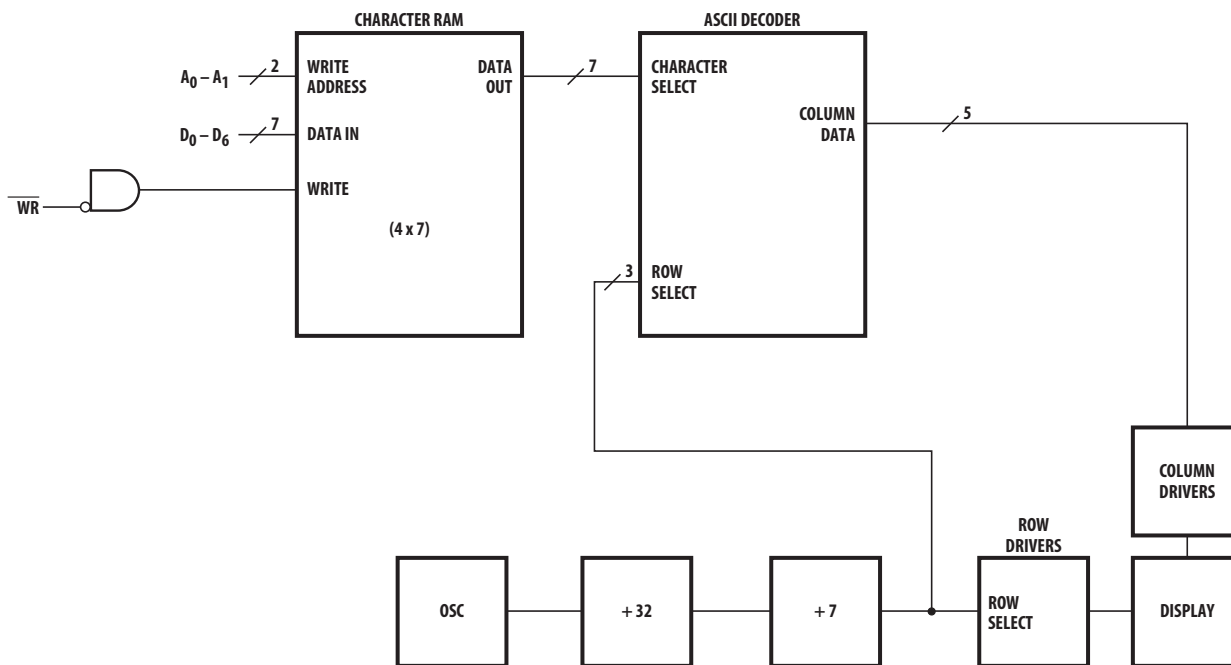 CHARACTER RAM
ASCII DECODER
A0 – A1
2
WRITE
ADDRESS
DATA
OUT
7
CHARACTER
SELECT
D0 – D6
7
DATA IN
COLUMN
DATA
5
WR
WRITE
(4 x 7)
3
ROW
SELECT
COLUMN
DRIVERS
ROW
DRIVERS
OSC
+ 32
+ 7
ROW
SELECT
DISPLAY